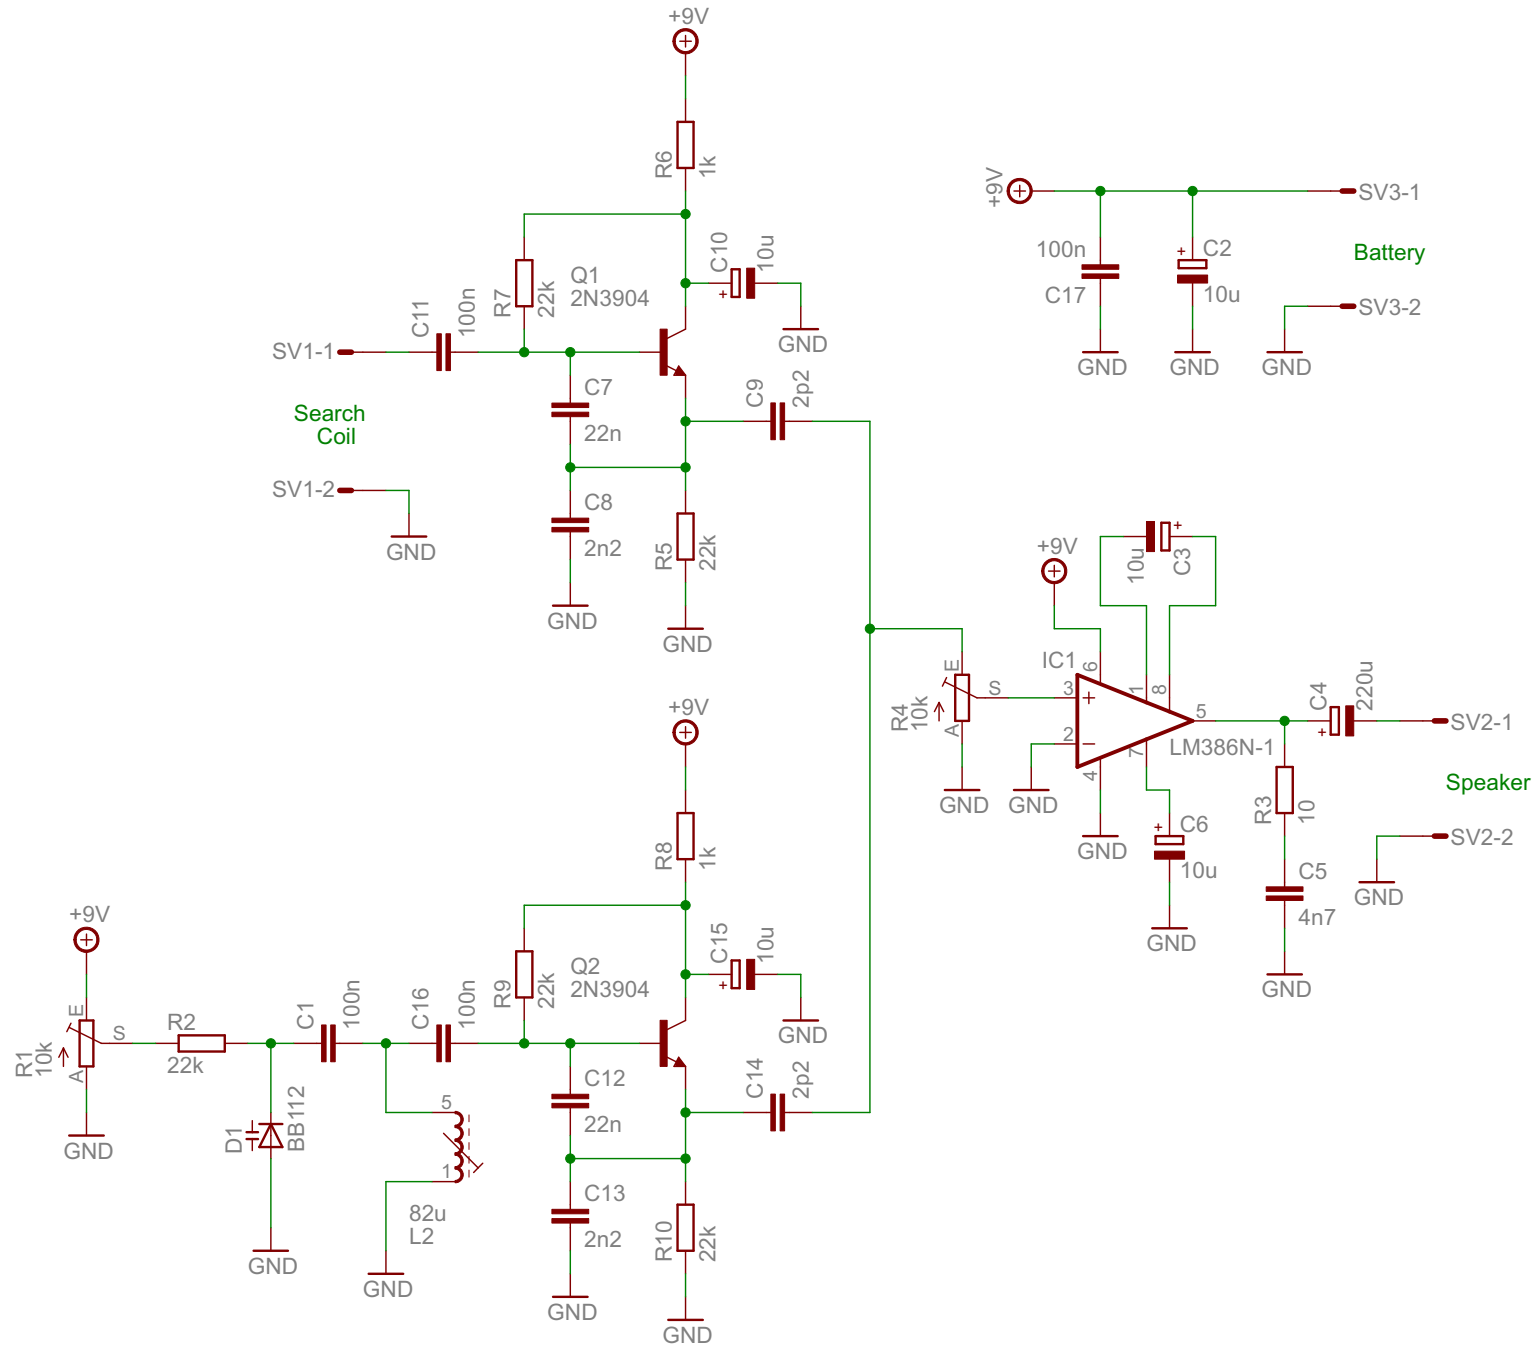 +9V
R6
1k
C10
10u
GND
R7
22k
Q1
2N3904
C11
100n
SV1-1
Search
Coil
SV1-2
GND
C7
22n
C8
2n2
GND
R5
22k
GND
C9
2p2
+9V
SV3-1
100n
C17
GND
+
C2
10u
GND
Battery
SV3-2
GND
+9V
10u
+
C3
IC1
6
1
8
3
+
2
−
4
7
5
LM386N-1
GND
GND
E
S
A
R4
10k
GND
+
C6
10u
GND
+
C4
220u
SV2-1
Speaker
SV2-2
GND
R3
10
C5
4n7
GND
+9V
R8
1k
+
C15
10u
GND
R9
22k
Q2
2N3904
+9V
E
S
A
R1
10k
GND
R2
22k
D1
BB112
GND
C1
100n
C16
100n
5
1
82u
L2
GND
C12
22n
C13
2n2
GND
R10
22k
GND
C14
2p2
+